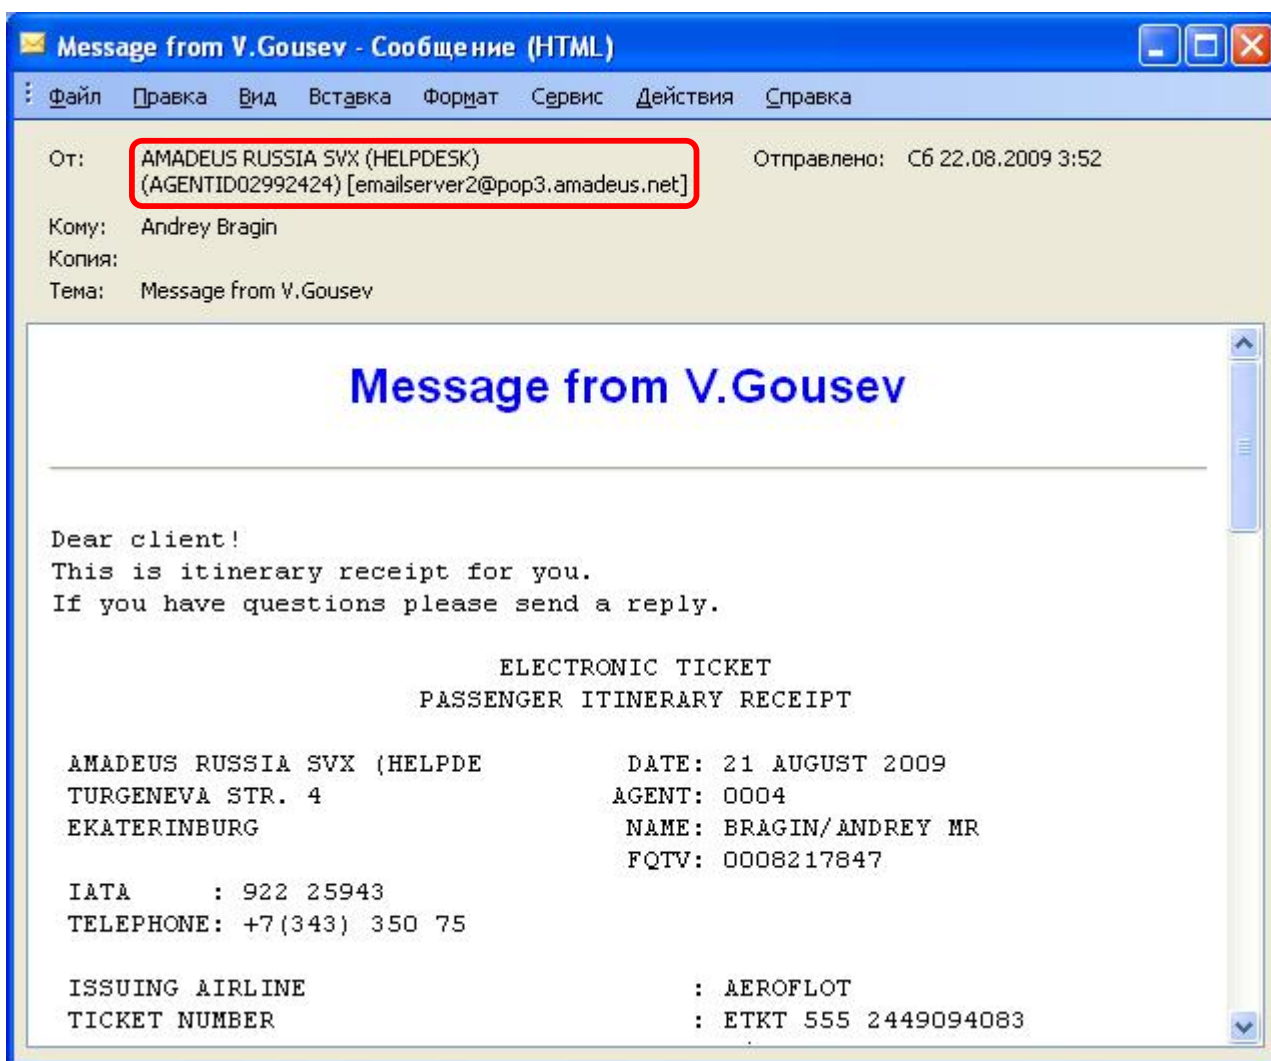 Message from V.Gousev - Сообщение (HTML)
Файл Правка Вид Вставка Формат Сервис Действия Справка
От: AMADEUS RUSSIA SVX (HELPDESK) Отправлено: Сб 22.08.2009 3:52
(AGENTID02992424) [emailserver2@pop3.amadeus.net]
Кому: Andrey Bragin
Копия:
Тема: Message from V.Gousev
Message from V.Gousev
Dear client!
This is itinerary receipt for you.
If you have questions please send a reply.
ELECTRONIC TICKET
PASSENGER ITINERARY RECEIPT
AMADEUS RUSSIA SVX (HELPDE DATE: 21 AUGUST 2009
TURGENEVA STR. 4 AGENT: 0004
EKATERINBURG NAME: BRAGIN/ANDREY MR
FQTV: 0008217847
IATA : 922 25943
TELEPHONE: +7(343) 350 75
ISSUING AIRLINE : AEROFLOT
TICKET NUMBER : ETKT 555 2449094083